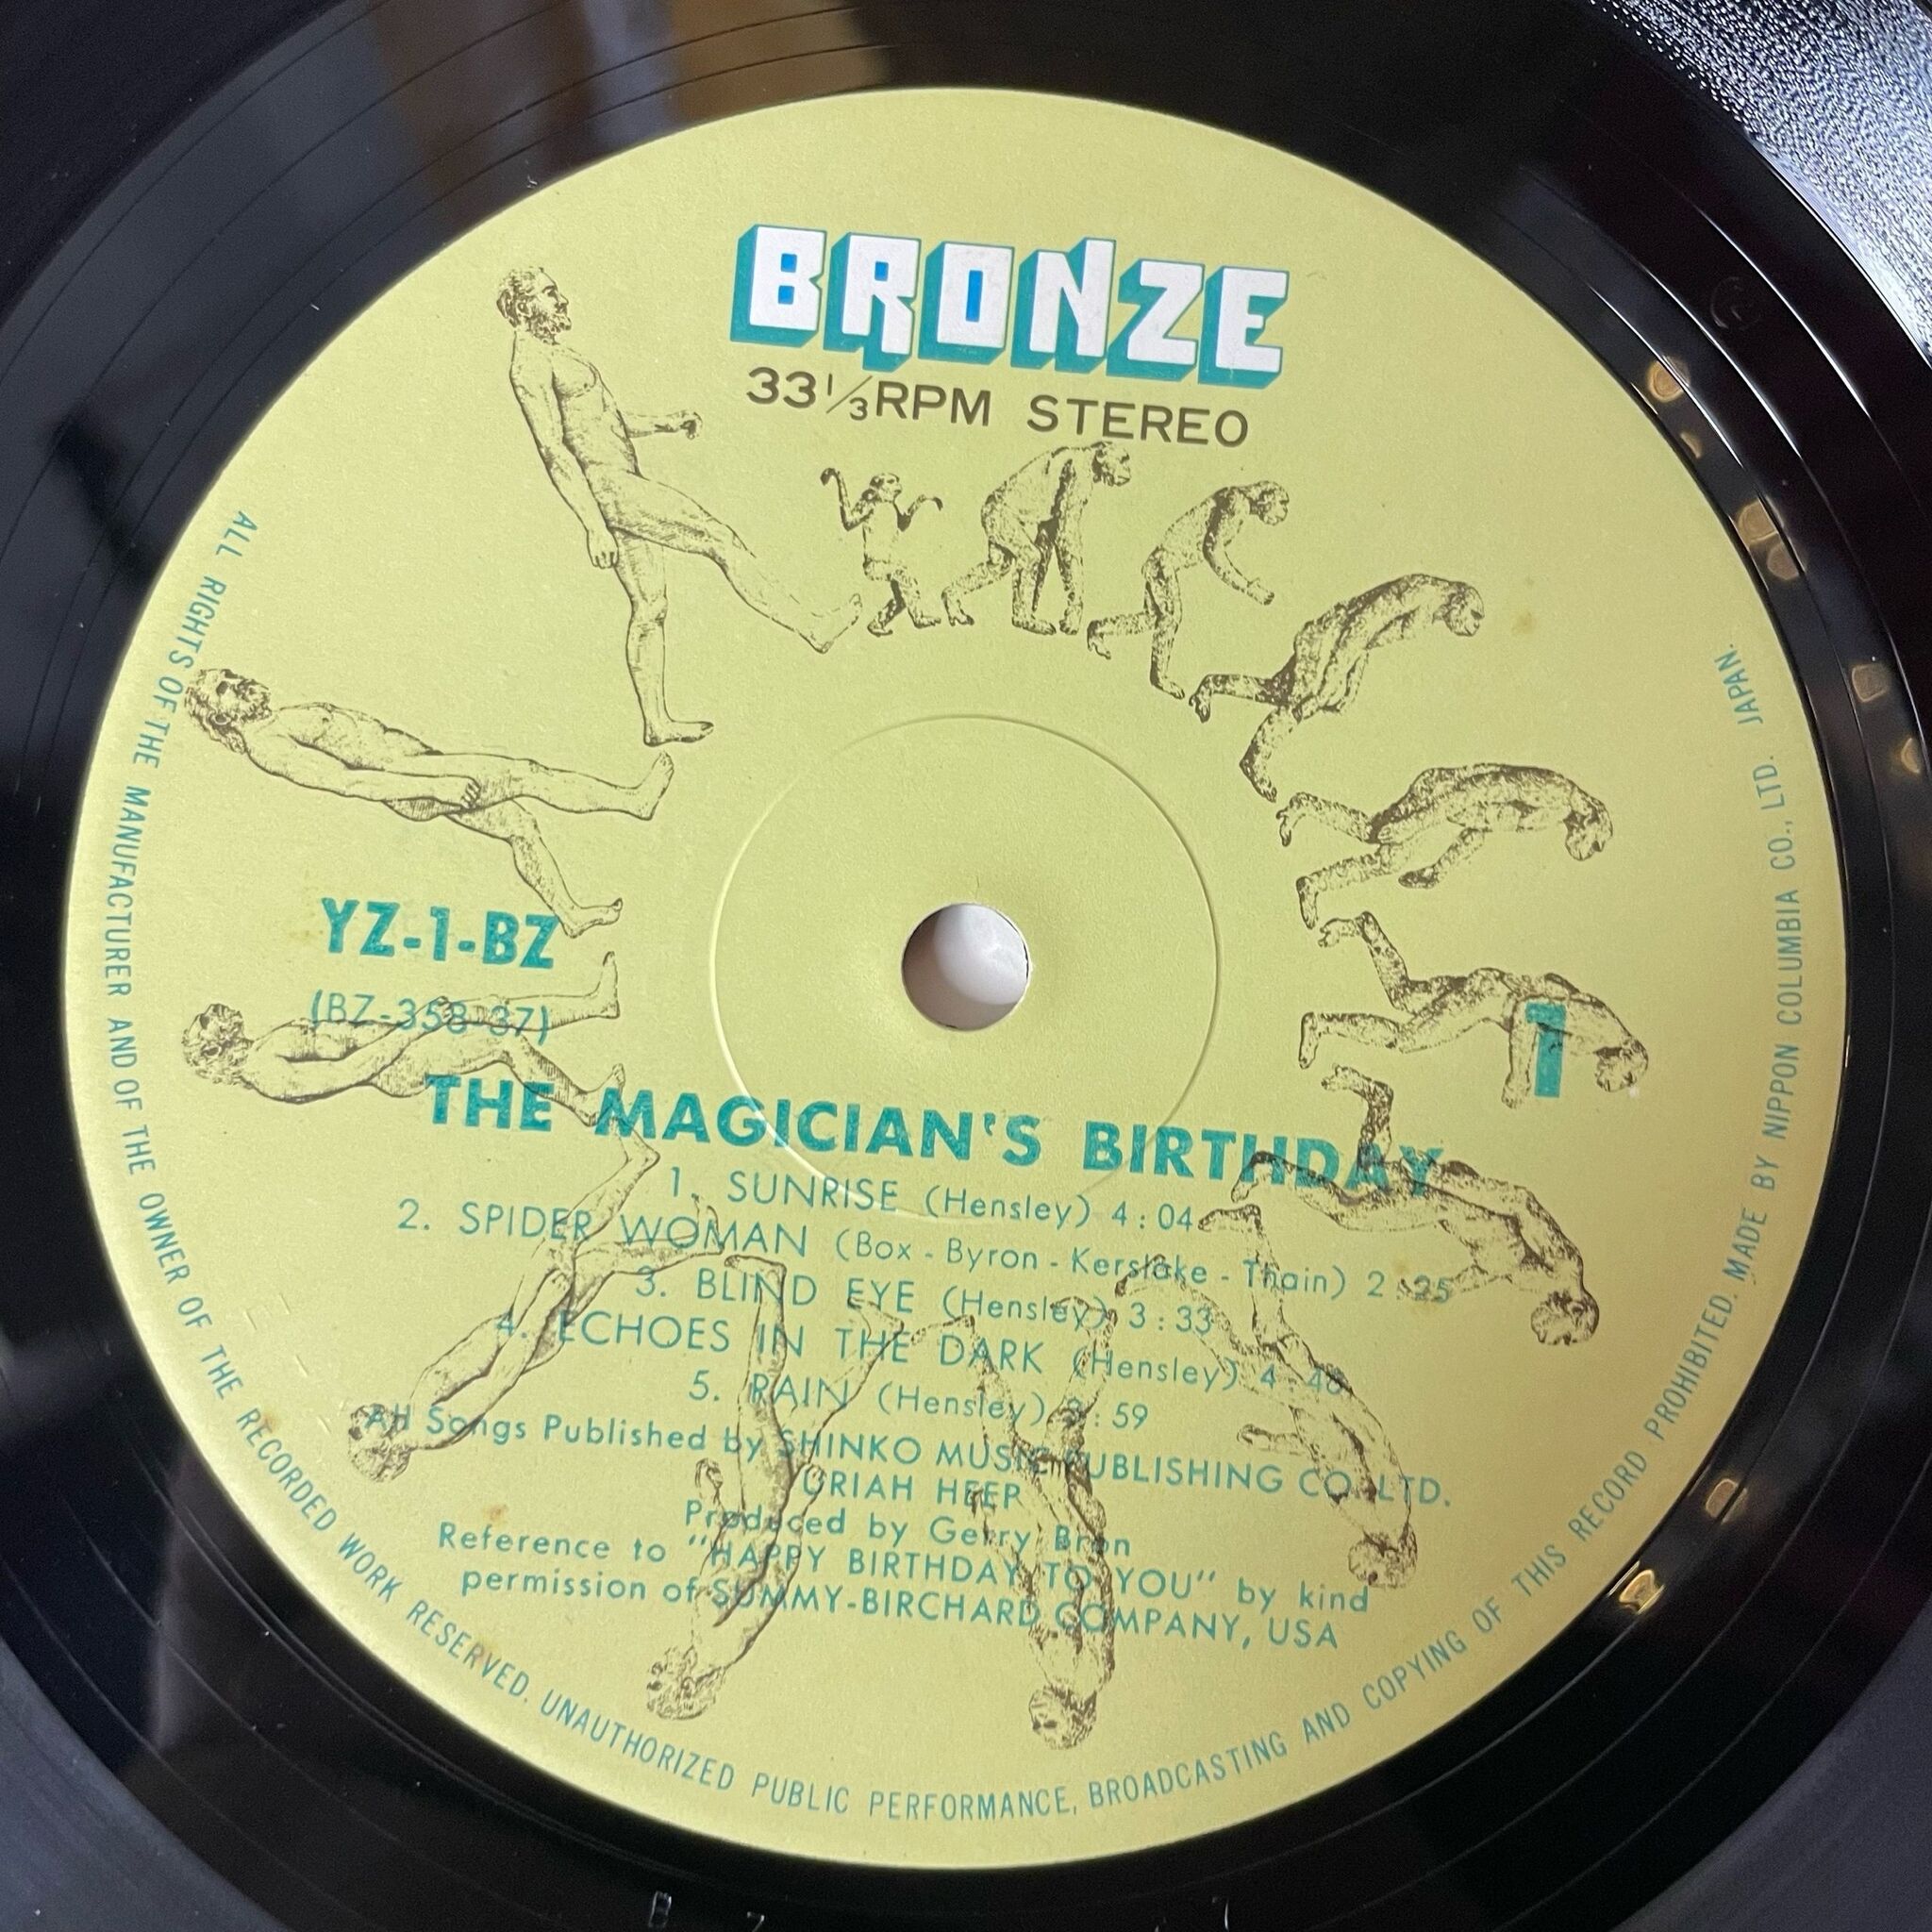 BRONZE
33 1/3 RPM STEREO
YZ-1-BZ
(BZ-358-37)
1
THE MAGICIAN'S BIRTHDAY
1. SUNRISE (Hensley) 4:04
2. SPIDER WOMAN (Box - Byron - Kerslake - Thain) 2:25
3. BLIND EYE (Hensley) 3:33
4. ECHOES IN THE DARK (Hensley) 4:48
5. RAIN (Hensley) 3:59
All Songs Published by SHINKO MUSIC PUBLISHING CO. LTD.
URIAH HEEP
Produced by Gerry Bron
Reference to "HAPPY BIRTHDAY TO YOU" by kind
permission of SUMMY-BIRCHARD COMPANY, USA
ALL RIGHTS OF THE MANUFACTURER AND OF THE OWNER OF THE RECORDED WORK RESERVED. UNAUTHORIZED PUBLIC PERFORMANCE, BROADCASTING AND COPYING OF THIS RECORD PROHIBITED. MADE BY NIPPON COLUMBIA CO., LTD. JAPAN.